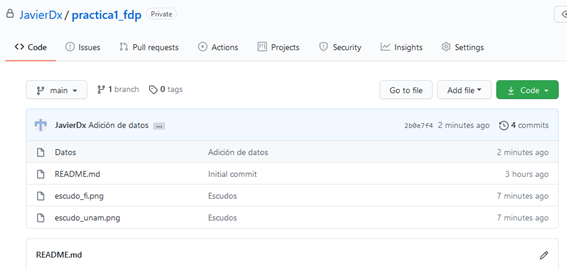 JavierDx / practica1_fdp Private
Code Issues Pull requests Actions Projects Security Insights Settings
main 1 branch 0 tags Go to file Add file Code
JavierDx Adición de datos ... 2b0e7f4 2 minutes ago 4 commits
Datos Adición de datos 2 minutes ago
README.md Initial commit 3 hours ago
escudo_fi.png Escudos 7 minutes ago
escudo_unam.png Escudos 7 minutes ago
README.md